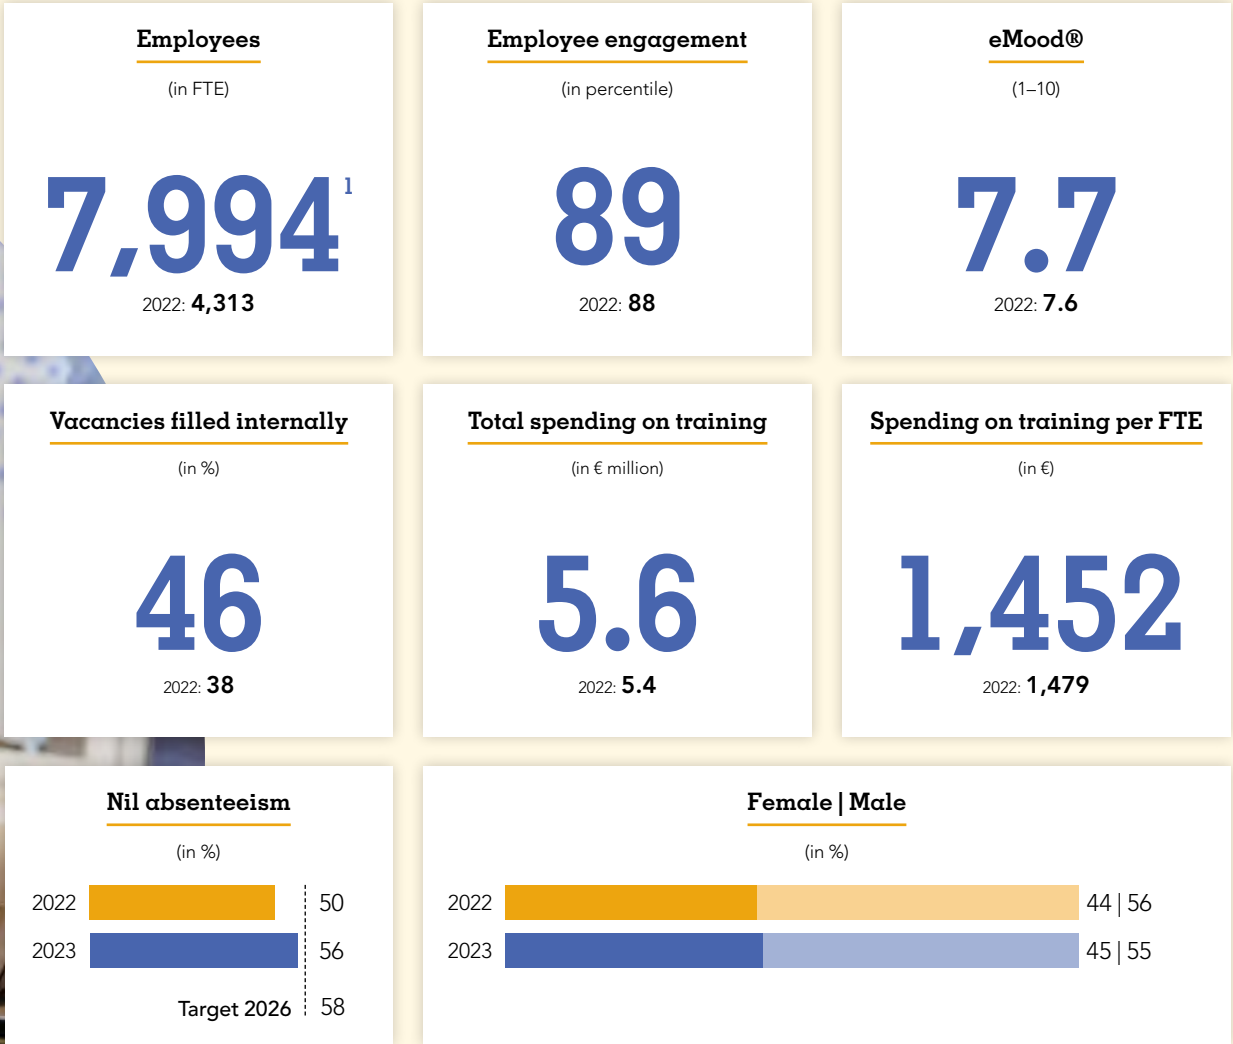 Employees
(in FTE)
7,994¹
2022: 4,313
Employee engagement
(in percentile)
89
2022: 88
eMood®
(1–10)
7.7
2022: 7.6
Vacancies filled internally
(in %)
46
2022: 38
Total spending on training
(in € million)
5.6
2022: 5.4
Spending on training per FTE
(in €)
1,452
2022: 1,479
Nil absenteeism
(in %)
2022 50
2023 56
Target 2026 58
Female | Male
(in %)
2022 44 | 56
2023 45 | 55